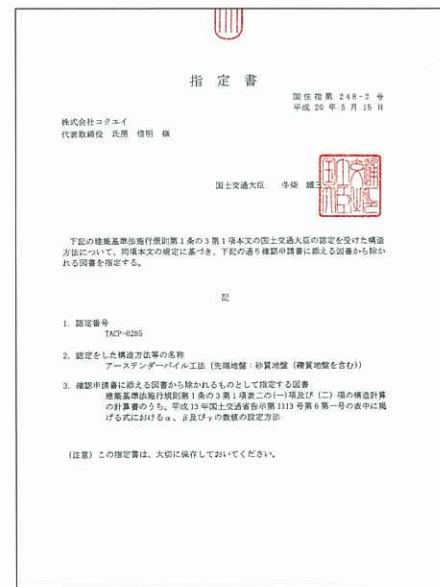 指定書
国住指第248-2号
平成20年5月15日
株式会社コクエイ
代表取締役 氏房 信明 様
国土交通大臣 冬柴 鐵三
下記の建築基準法施行規則第1条の3第1項本文の国土交通大臣の認定を受けた構造
方法について、同項本文の規定に基づき、下記の通り確認申請書に添える図書から除か
れる図書を指定する。
記
1. 認定番号
TACP-0285
2. 認定をした構造方法等の名称
アーステンダーパイル工法(先端地盤:砂質地盤(礫質地盤を含む))
3. 確認申請書に添える図書から除かれるものとして指定する図書
建築基準法施行規則第1条の3第1項表二の(一)項及び(二)項の構造計算
の計算書のうち、平成13年国土交通省告示第1113号第6第一号の表中に掲
げる式におけるα、β及びγの数値の設定方法
(注意)この指定書は、大切に保存しておいてください。